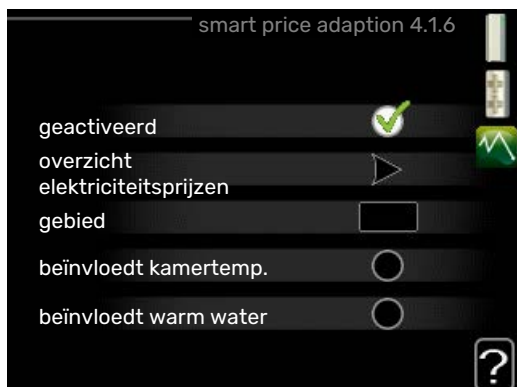 smart price adaption 4.1.6
geactiveerd
overzicht
elektriciteitsprijzen
gebied
beïnvloedt kamertemp.
beïnvloedt warm water
?